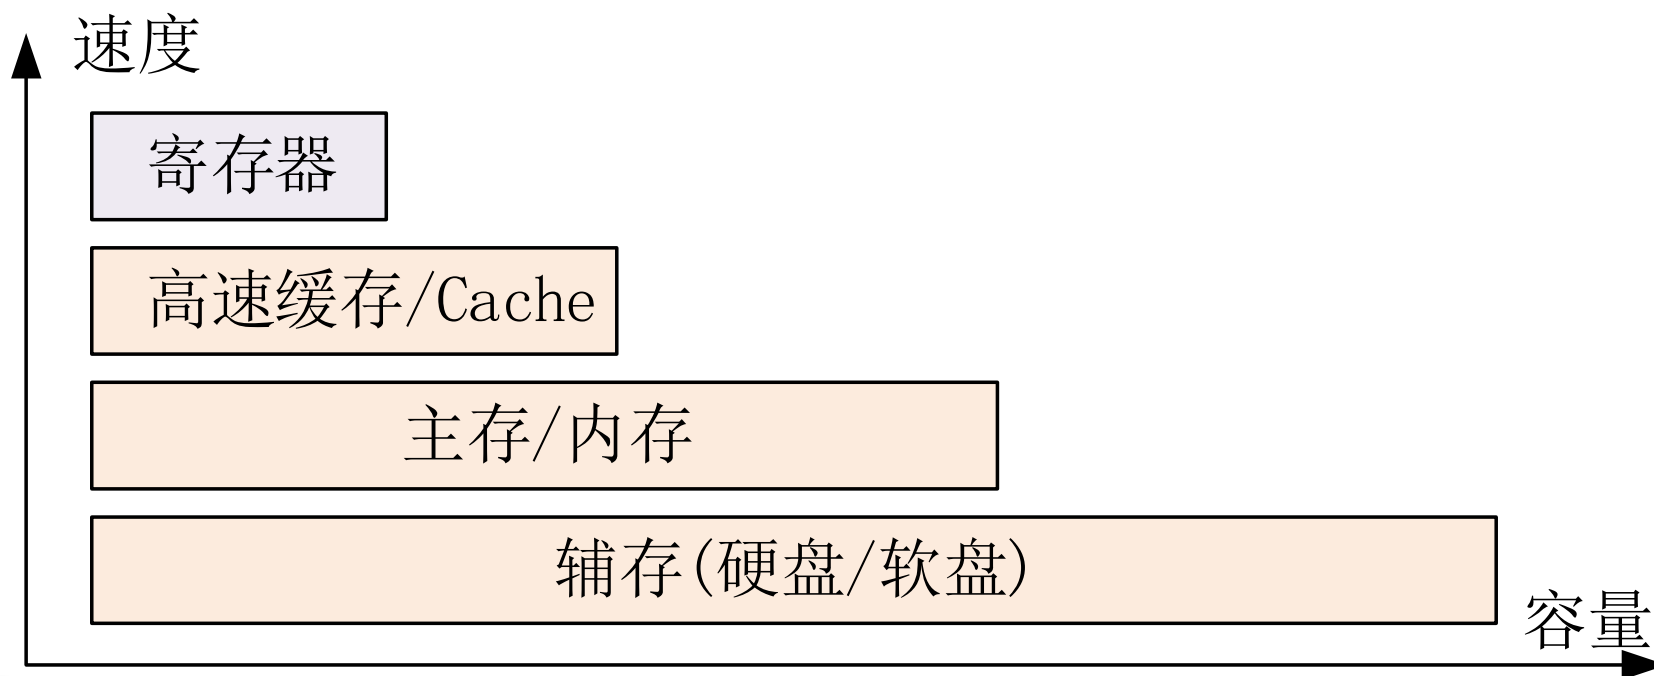 速度
寄存器
高速缓存/Cache
主存/内存
辅存(硬盘/软盘)
容量